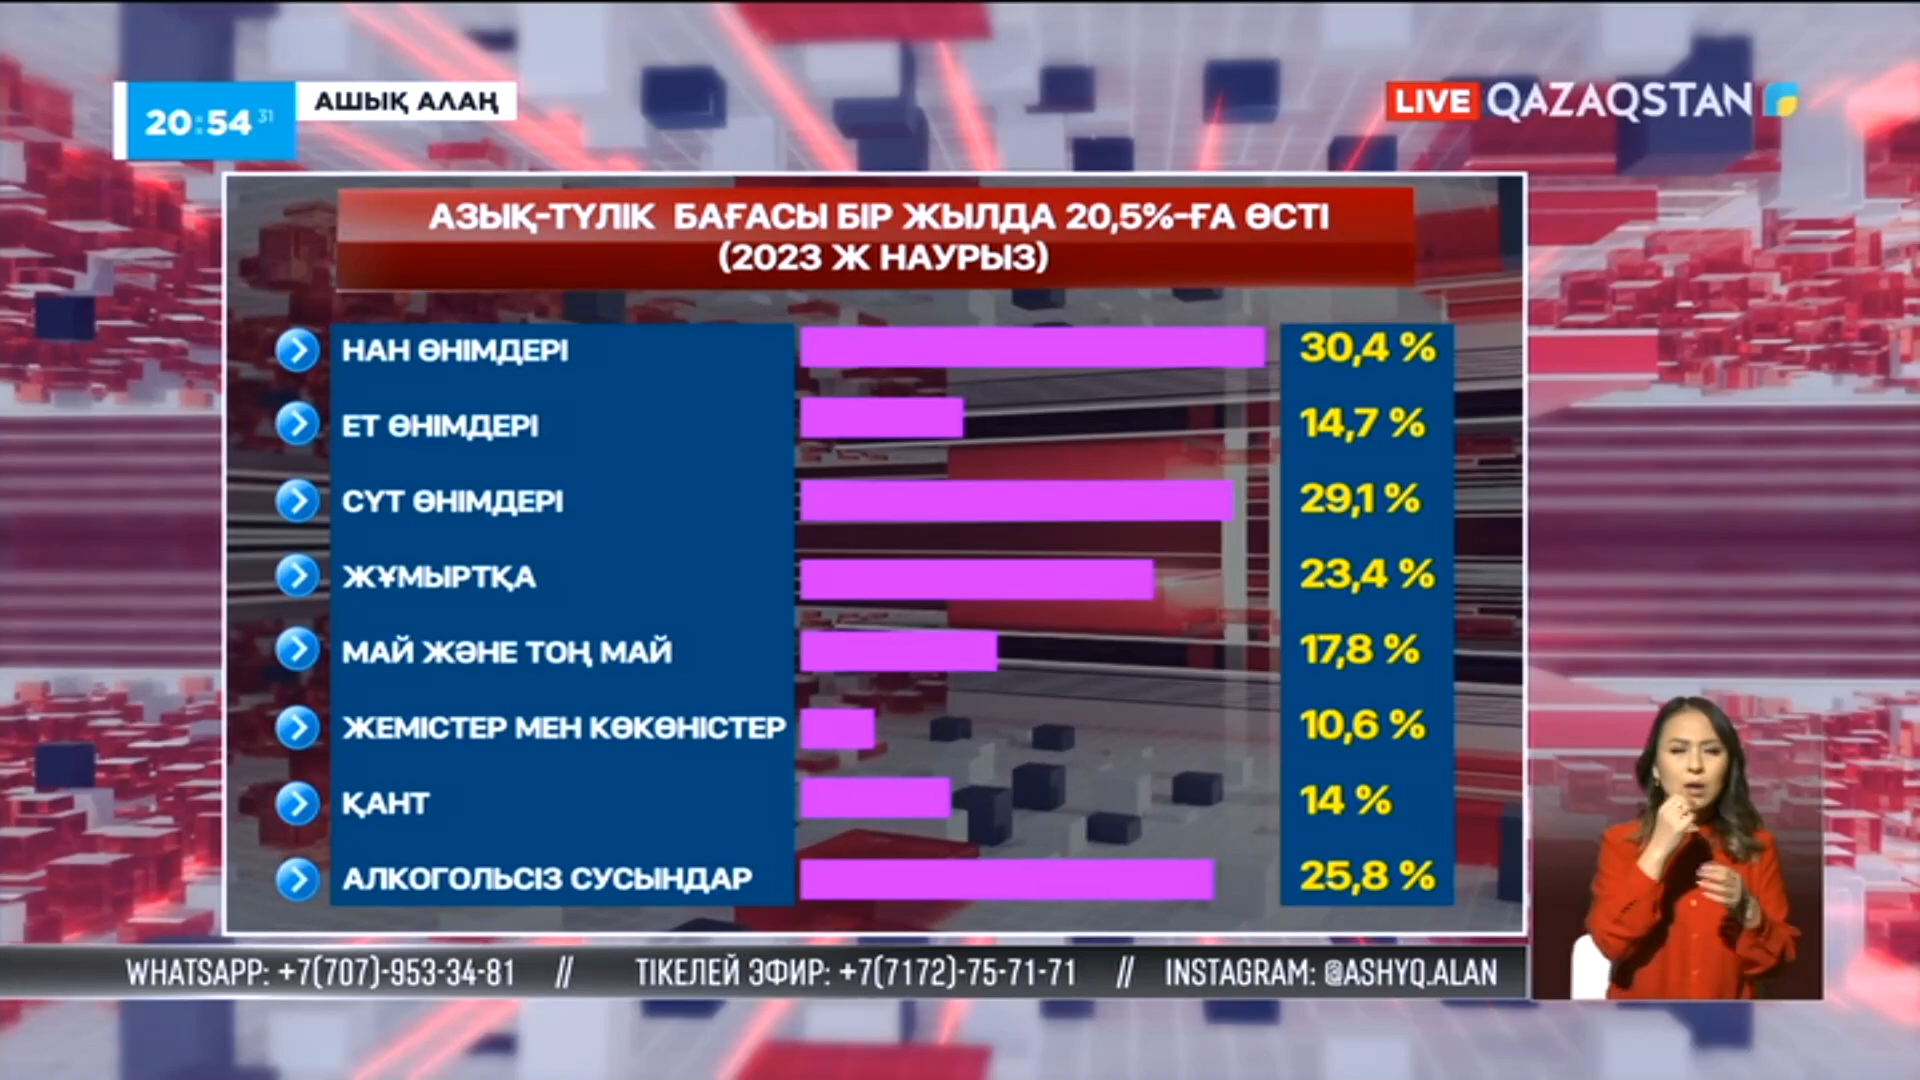 20:54 31
АШЫҚ АЛАҢ
LIVE QAZAQSTAN
АЗЫҚ-ТҮЛІК БАҒАСЫ БІР ЖЫЛДА 20,5%-ҒА ӨСТІ
(2023 Ж НАУРЫЗ)
НАН ӨНІМДЕРІ 30,4 %
ЕТ ӨНІМДЕРІ 14,7 %
СҮТ ӨНІМДЕРІ 29,1 %
ЖҰМЫРТҚА 23,4 %
МАЙ ЖӘНЕ ТОҢ МАЙ 17,8 %
ЖЕМІСТЕР МЕН КӨКӨНІСТЕР 10,6 %
ҚАНТ 14 %
АЛКОГОЛЬСІЗ СУСЫНДАР 25,8 %
WHATSAPP: +7(707)-953-34-81 // ТІКЕЛЕЙ ЭФИР: +7(7172)-75-71-71 // INSTAGRAM: @ASHYQ.ALAN